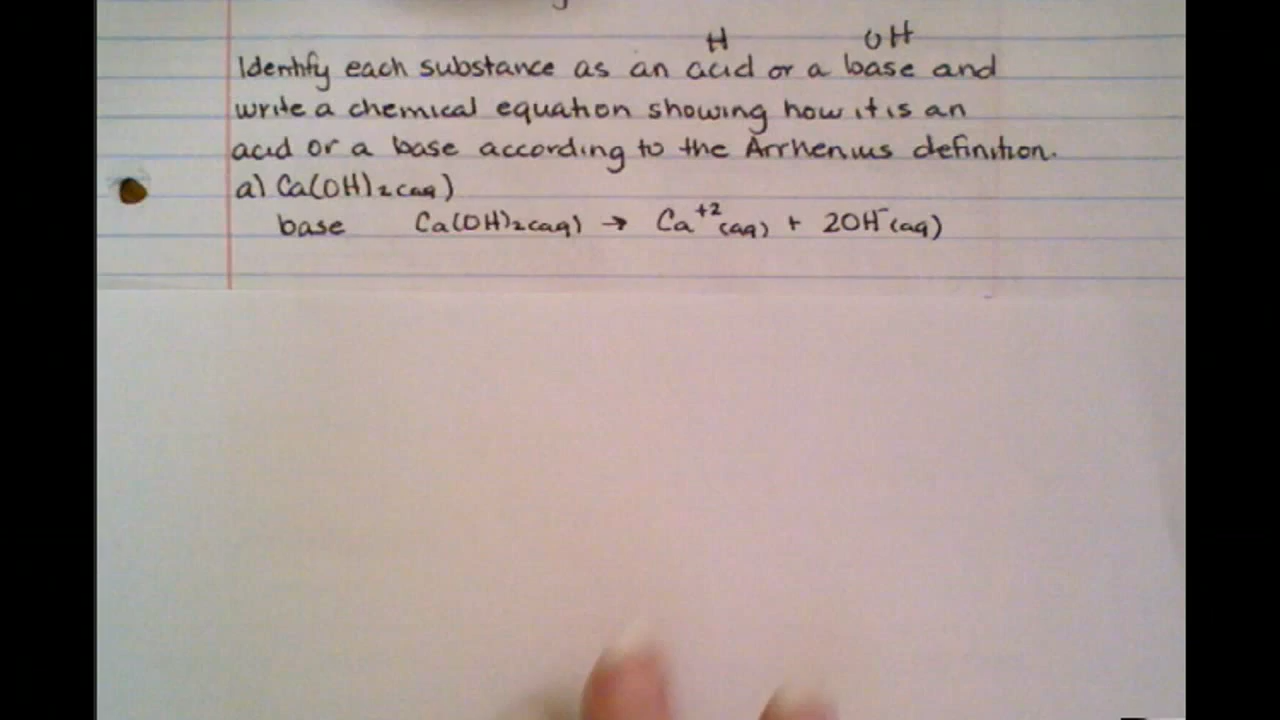 H OH
Identify each substance as an acid or a base and
write a chemical equation showing how it is an
acid or a base according to the Arrhenius definition.
a) Ca(OH)₂(aq)
base Ca(OH)₂(aq) → Ca⁺²(aq) + 2OH⁻(aq)